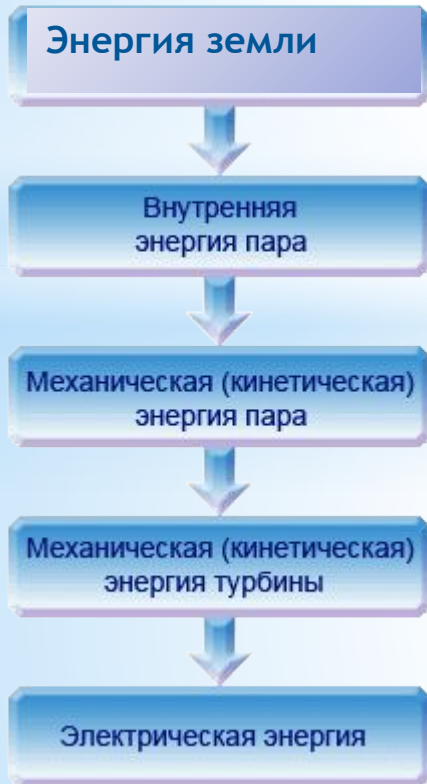 Энергия земли
Внутренняя
энергия пара
Механическая (кинетическая)
энергия пара
Механическая (кинетическая)
энергия турбины
Электрическая энергия